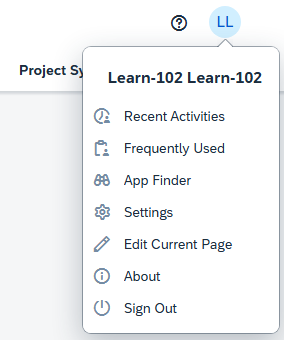 LL
Project Sy
Learn-102 Learn-102
Recent Activities
Frequently Used
App Finder
Settings
Edit Current Page
About
Sign Out